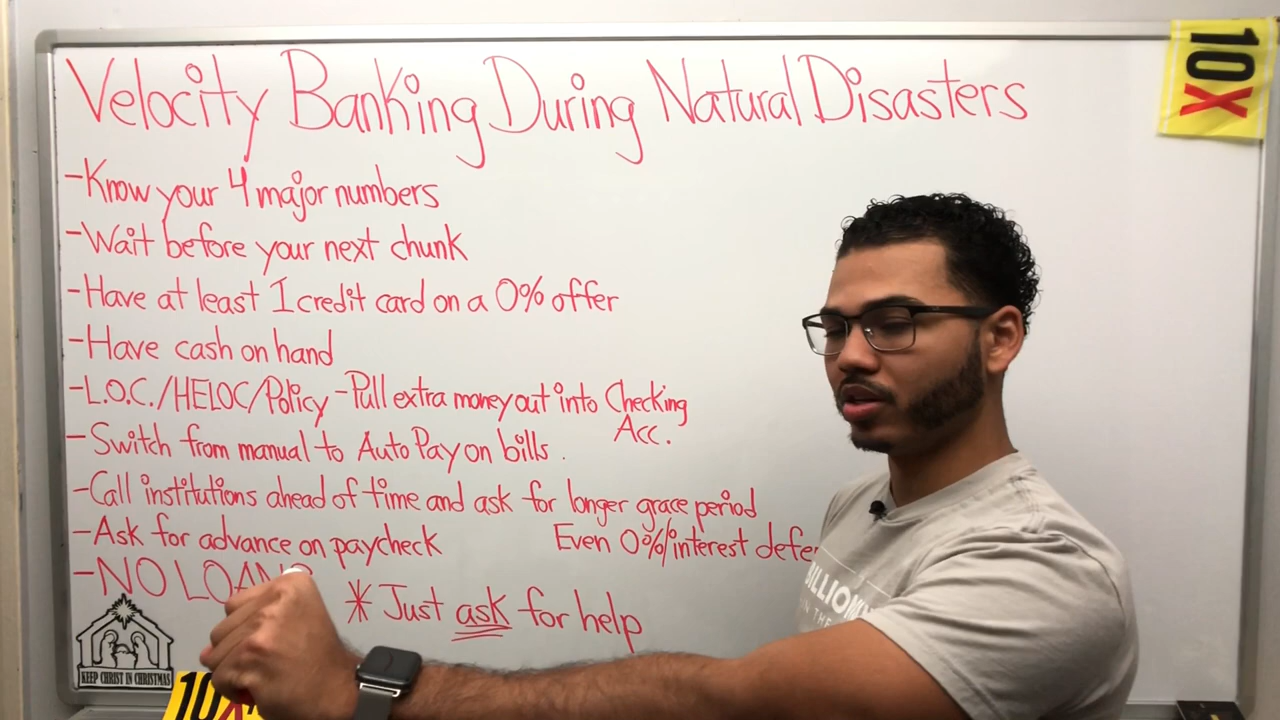 Velocity Banking During Natural Disasters
10X
-Know your 4 major numbers
-Wait before your next chunk
-Have at least 1 credit card on a 0% offer
-Have cash on hand
-L.O.C./HELOC/Policy -Pull extra money out into Checking
Acc.
-Switch from manual to Auto Pay on bills.
-Call institutions ahead of time and ask for longer grace period
-Ask for advance on paycheck
Even 0%/interest defer
-NO
* Just ask for help
KEEP CHRIST IN CHRISTMAS
10X